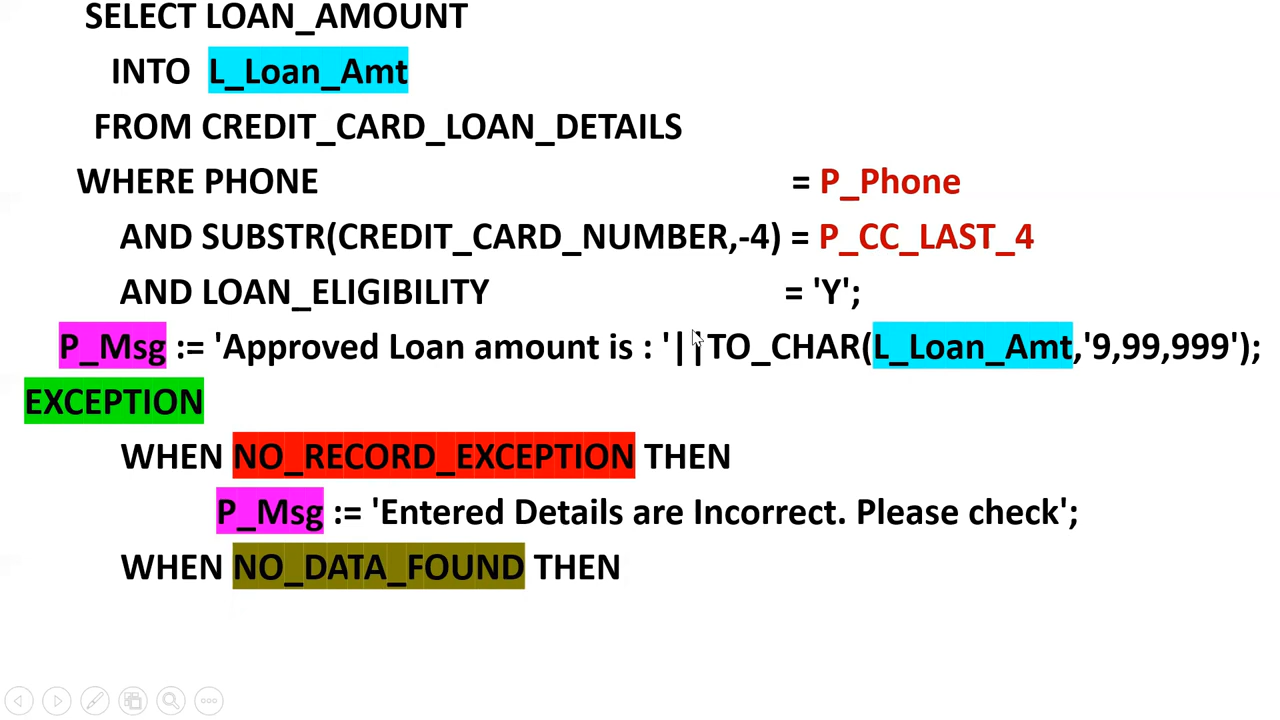 SELECT LOAN_AMOUNT
INTO L_Loan_Amt
FROM CREDIT_CARD_LOAN_DETAILS
WHERE PHONE = P_Phone
AND SUBSTR(CREDIT_CARD_NUMBER,-4) = P_CC_LAST_4
AND LOAN_ELIGIBILITY = 'Y';
P_Msg := 'Approved Loan amount is : '||TO_CHAR(L_Loan_Amt,'9,99,999');
EXCEPTION
WHEN NO_RECORD_EXCEPTION THEN
P_Msg := 'Entered Details are Incorrect. Please check';
WHEN NO_DATA_FOUND THEN